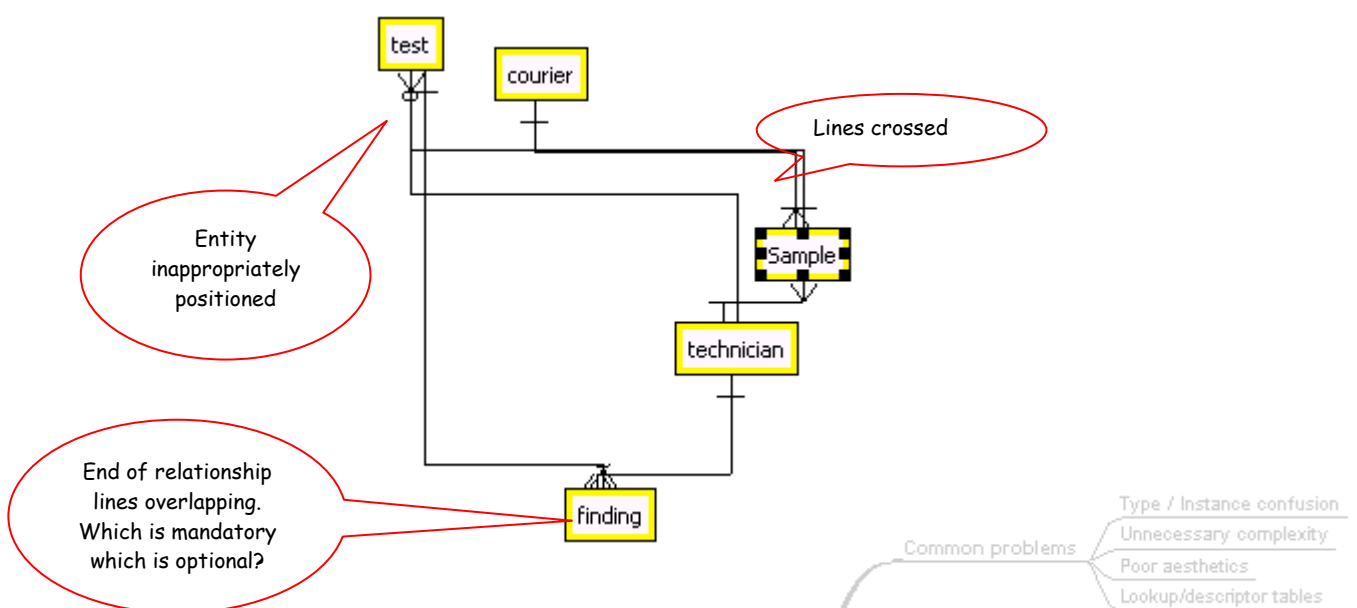 test
courier
Lines crossed
Entity
inappropriately
positioned
Sample
technician
End of relationship
lines overlapping.
Which is mandatory
which is optional?
finding
Common problems
Type / Instance confusion
Unnecessary complexity
Poor aesthetics
Lookup/descriptor tables